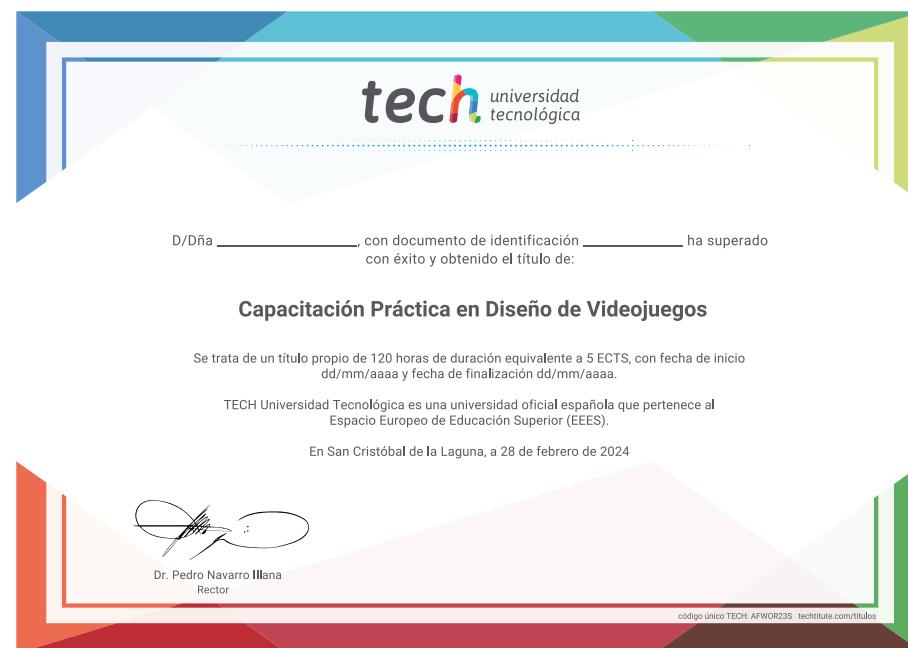 tech universidad
tecnológica
D/Dña ____________________, con documento de identificación ______________ ha superado
con éxito y obtenido el título de:
Capacitación Práctica en Diseño de Videojuegos
Se trata de un título propio de 120 horas de duración equivalente a 5 ECTS, con fecha de inicio
dd/mm/aaaa y fecha de finalización dd/mm/aaaa.
TECH Universidad Tecnológica es una universidad oficial española que pertenece al
Espacio Europeo de Educación Superior (EEES).
En San Cristóbal de la Laguna, a 28 de febrero de 2024
Dr. Pedro Navarro Illana
Rector
código único TECH: AFWOR23S techtitute.com/titulos